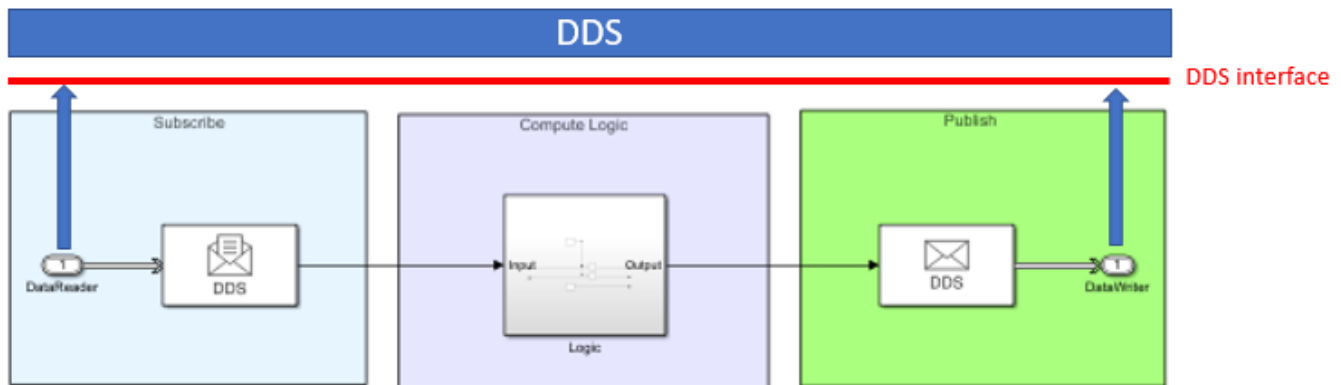 DDS
DDS interface
Subscribe
Compute Logic
Publish
1
DataReader
DDS
Input
Output
Logic
DDS
1
DataWriter